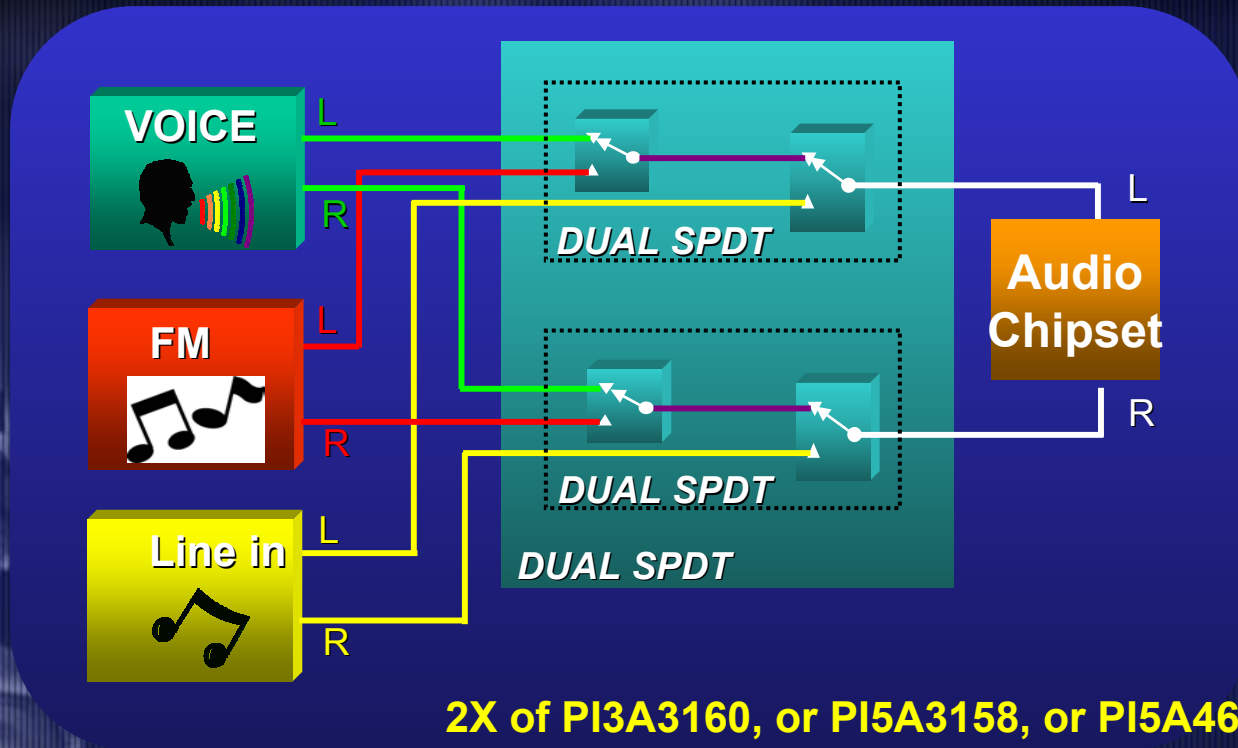 VOICE
L
R
FM
L
R
Line in
L
R
DUAL SPDT
DUAL SPDT
DUAL SPDT
L
Audio
Chipset
R
2X of PI3A3160, or PI5A3158, or PI5A46